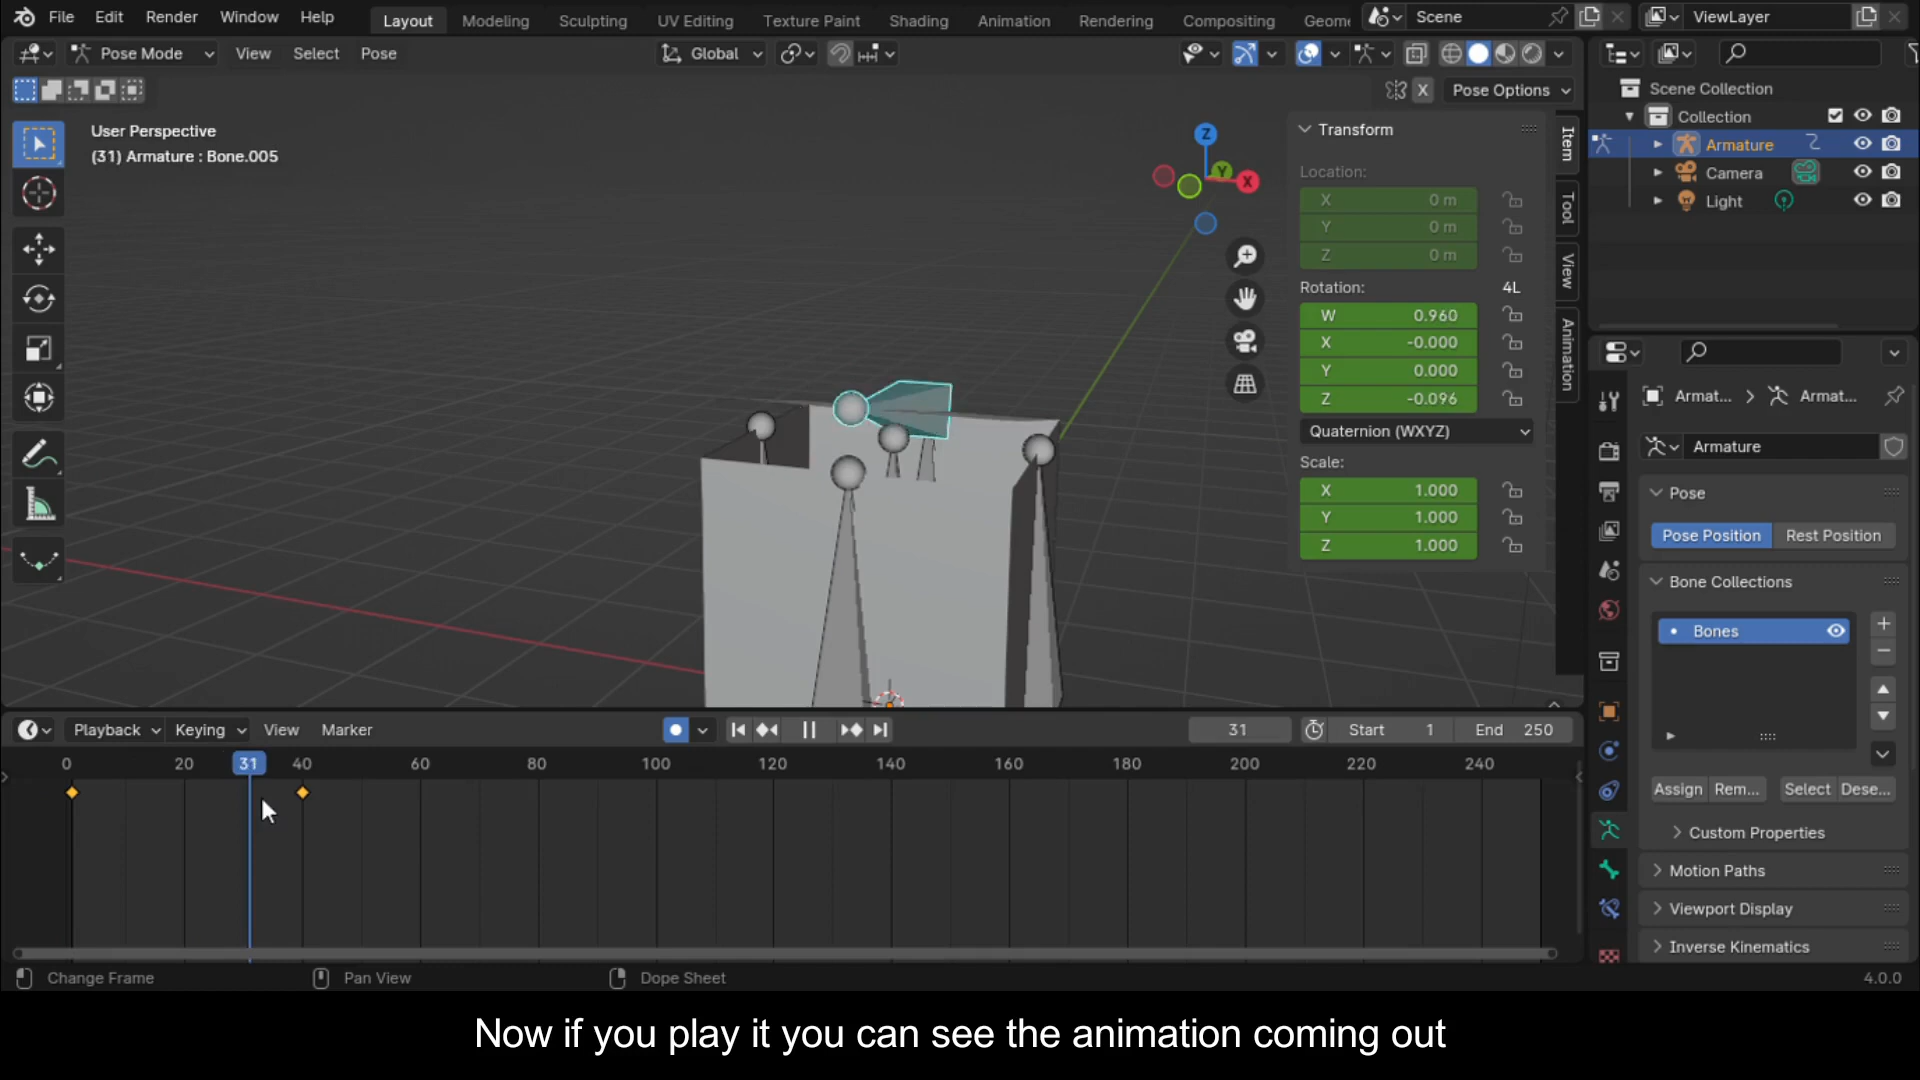 File Edit Render Window Help Layout Modeling Sculpting UV Editing Texture Paint Shading Animation Rendering Compositing Geome Scene ViewLayer
Pose Mode View Select Pose Global
X Pose Options
User Perspective
(31) Armature : Bone.005
Z
Y
X
Transform
Location:
X 0 m
Y 0 m
Z 0 m
Rotation: 4L
W 0.960
X -0.000
Y 0.000
Z -0.096
Quaternion (WXYZ)
Scale:
X 1.000
Y 1.000
Z 1.000
Item
Tool
View
Animation
Scene Collection
Collection
Armature
Camera
Light
Armat... Armat...
Armature
Pose
Pose Position Rest Position
Bone Collections
Bones
Assign Rem... Select Dese...
Custom Properties
Motion Paths
Viewport Display
Inverse Kinematics
Playback Keying View Marker 31 Start 1 End 250
0 20 31 40 60 80 100 120 140 160 180 200 220 240
Change Frame Pan View Dope Sheet 4.0.0
Now if you play it you can see the animation coming out